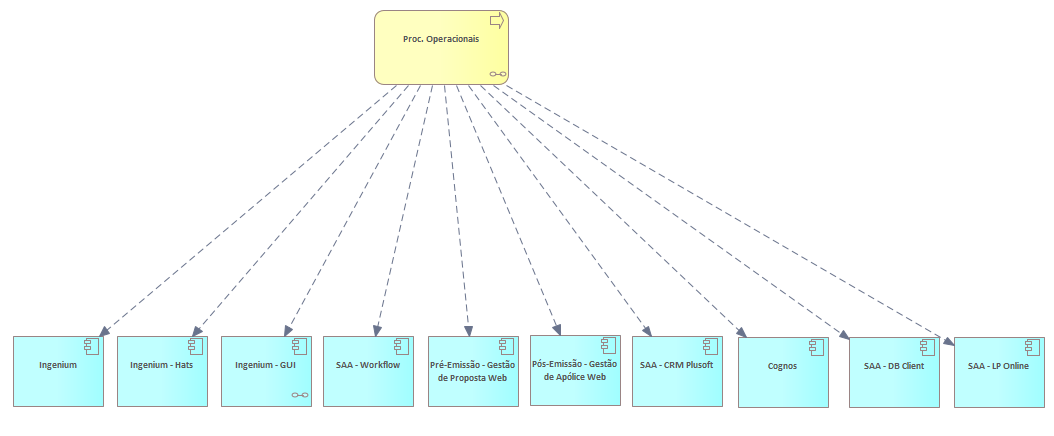 Proc. Operacionais
Ingenium
Ingenium - Hats
Ingenium - GUI
SAA - Workflow
Pré-Emissão - Gestão
de Proposta Web
Pós-Emissão - Gestão
de Apólice Web
SAA - CRM Plusoft
Cognos
SAA - DB Client
SAA - LP Online